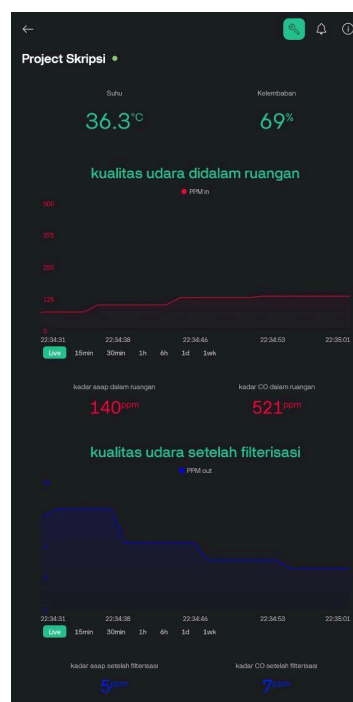 Project Skripsi
Suhu Kelembaban
36.3°C 69%
kualitas udara didalam ruangan
PPM in
500
375
250
125
0
22:34:31 22:34:38 22:34:46 22:34:53 22:35:01
Live 15min 30min 1h 6h 1d 1wk
kadar asap dalam ruangan kadar CO dalam ruangan
140ppm 521ppm
kualitas udara setelah filterisasi
PPM out
22:34:31 22:34:38 22:34:46 22:34:53 22:35:01
Live 15min 30min 1h 6h 1d 1wk
kadar asap setelah filterisasi kadar CO setelah filterisasi
5ppm 7ppm